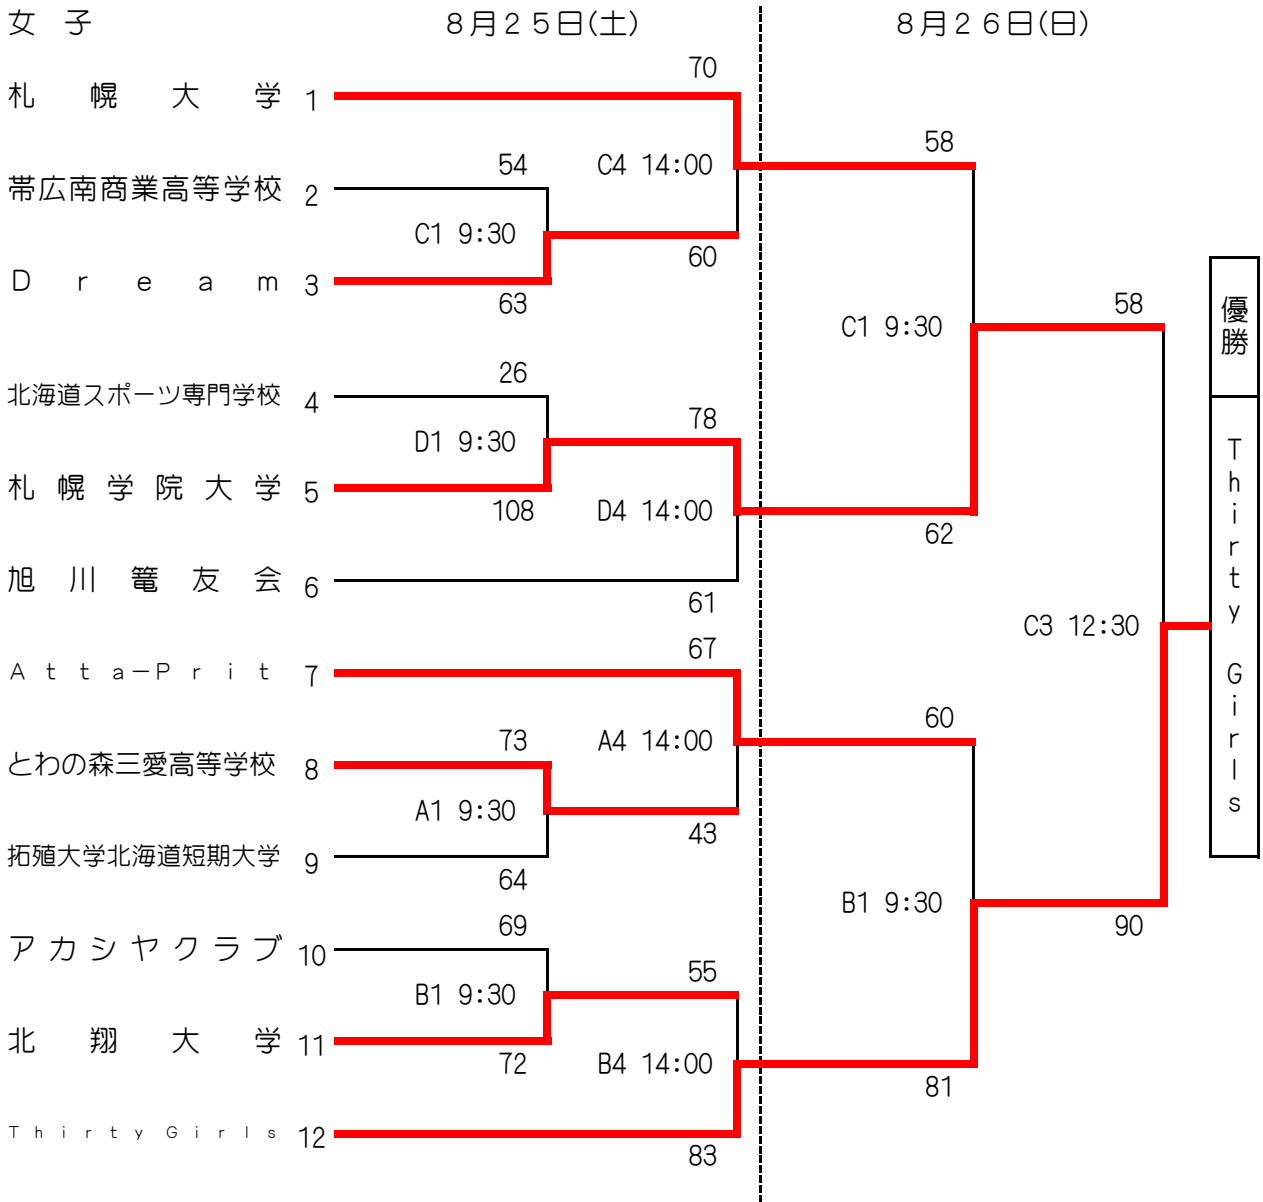 女子 8月25日(土) 8月26日(日)
70
札幌大学 1
58
54
C4 14:00
帯広南商業高等学校 2
C1 9:30
60
Dream 3
63
58
優勝
C1 9:30
26
北海道スポーツ専門学校 4
78
D1 9:30
札幌学院大学 5
108
D4 14:00
62
旭川篭友会 6
61
C3 12:30
Thirty Girls
67
Atta-Prit 7
60
73
A4 14:00
とわの森三愛高等学校 8
A1 9:30
43
拓殖大学北海道短期大学 9
64
B1 9:30
69
90
アカシヤクラブ 10
55
B1 9:30
北翔大学 11
72
B4 14:00
81
Thirty Girls 12
83